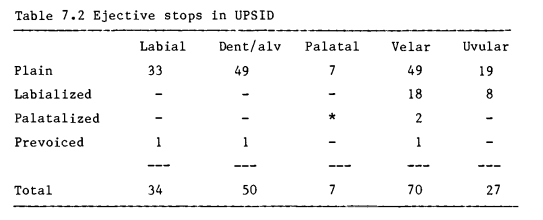 Table 7.2 Ejective stops in UPSID
Labial Dent/alv Palatal Velar Uvular
Plain 33 49 7 49 19
Labialized - - - 18 8
Palatalized - - * 2 -
Prevoiced 1 1 - 1 -
--- --- --- --- ---
Total 34 50 7 70 27